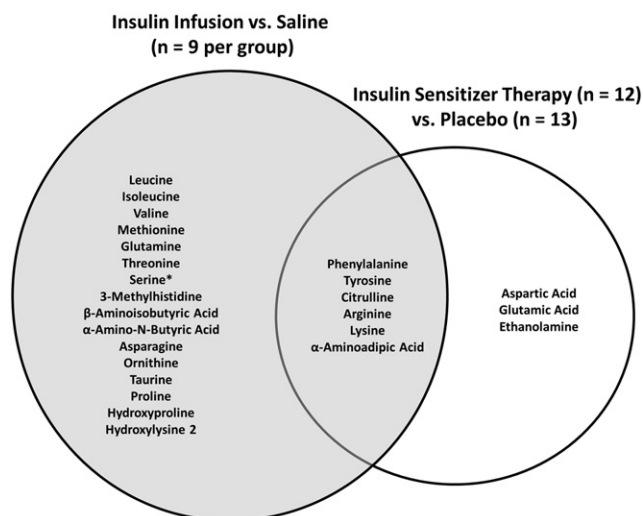 Insulin Infusion vs. Saline
(n = 9 per group)
Insulin Sensitizer Therapy (n = 12)
vs. Placebo (n = 13)
Leucine
Isoleucine
Valine
Methionine
Glutamine
Threonine
Serine*
3-Methylhistidine
β-Aminoisobutyric Acid
α-Amino-N-Butyric Acid
Asparagine
Ornithine
Taurine
Proline
Hydroxyproline
Hydroxylysine 2
Phenylalanine
Tyrosine
Citrulline
Arginine
Lysine
α-Aminoadipic Acid
Aspartic Acid
Glutamic Acid
Ethanolamine